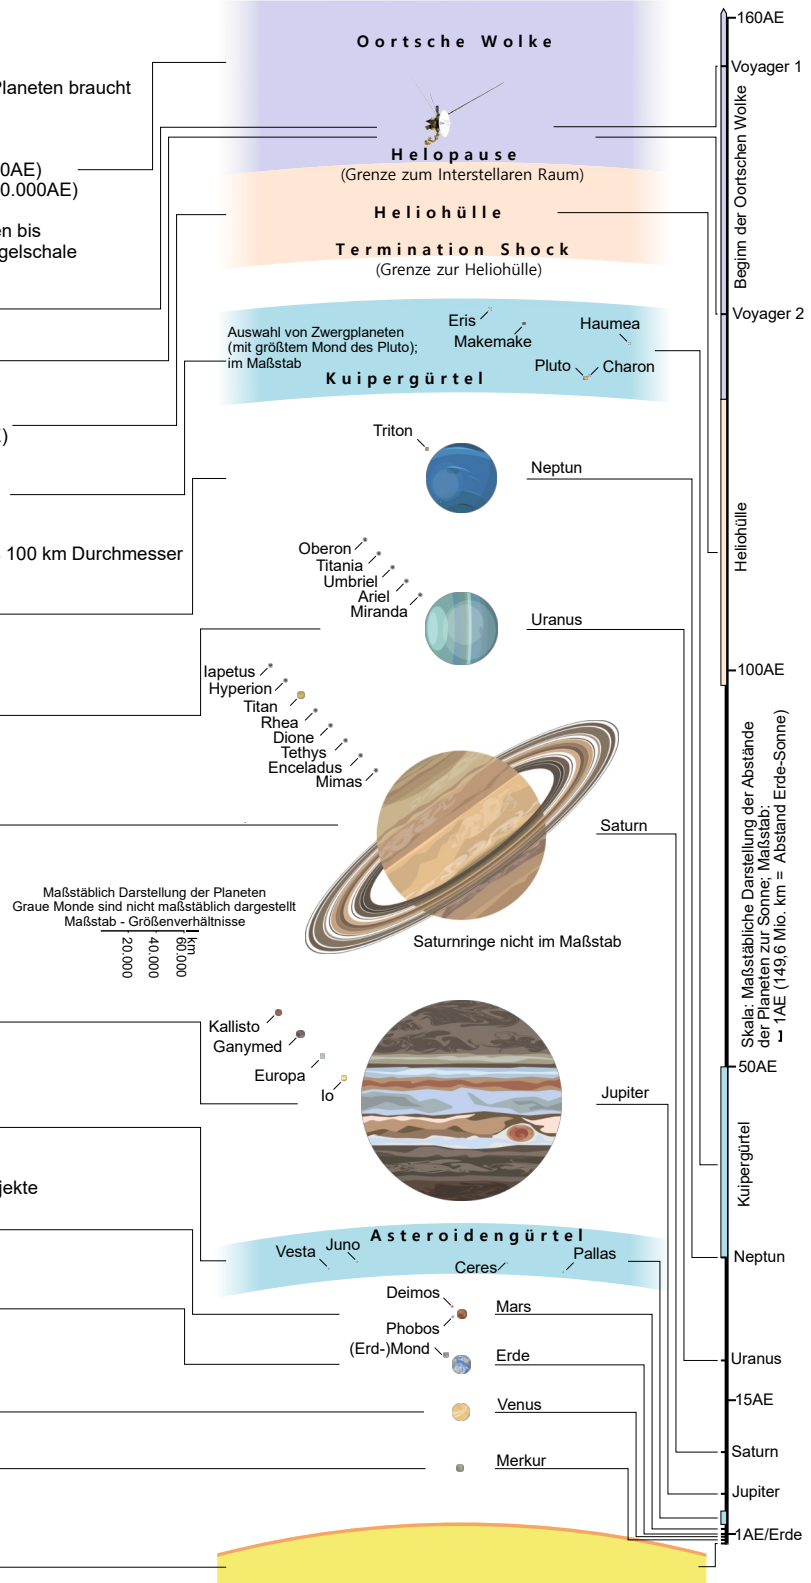 Oortsche Wolke
Planeten braucht
0AE)
0.000AE)
en bis
gelschale
Helopause
(Grenze zum Interstellaren Raum)
Heliohülle
Termination Shock
(Grenze zur Heliohülle)
Auswahl von Zwergplaneten
(mit größtem Mond des Pluto);
im Maßstab
Eris
Makemake
Haumea
Pluto
Charon
Kuipergürtel
)
Triton
Neptun
100 km Durchmesser
Oberon
Titania
Umbriel
Ariel
Miranda
Uranus
Iapetus
Hyperion
Titan
Rhea
Dione
Tethys
Enceladus
Mimas
Saturn
Maßstäblich Darstellung der Planeten
Graue Monde sind nicht maßstäblich dargestellt
Maßstab - Größenverhältnisse
20.000
40.000
60.000
km
Saturnringe nicht im Maßstab
Kallisto
Ganymed
Europa
Io
Jupiter
jekte
Asteroidengürtel
Vesta
Juno
Ceres
Pallas
Deimos
Phobos
Mars
(Erd-)Mond
Erde
Venus
Merkur
160AE
Voyager 1
Beginn der Oortschen Wolke
Voyager 2
Heliohülle
100AE
Skala: Maßstäbliche Darstellung der Abstände
der Planeten zur Sonne; Maßstab:
1AE (149,6 Mio. km = Abstand Erde-Sonne)
50AE
Kuipergürtel
Neptun
Uranus
15AE
Saturn
Jupiter
1AE/Erde